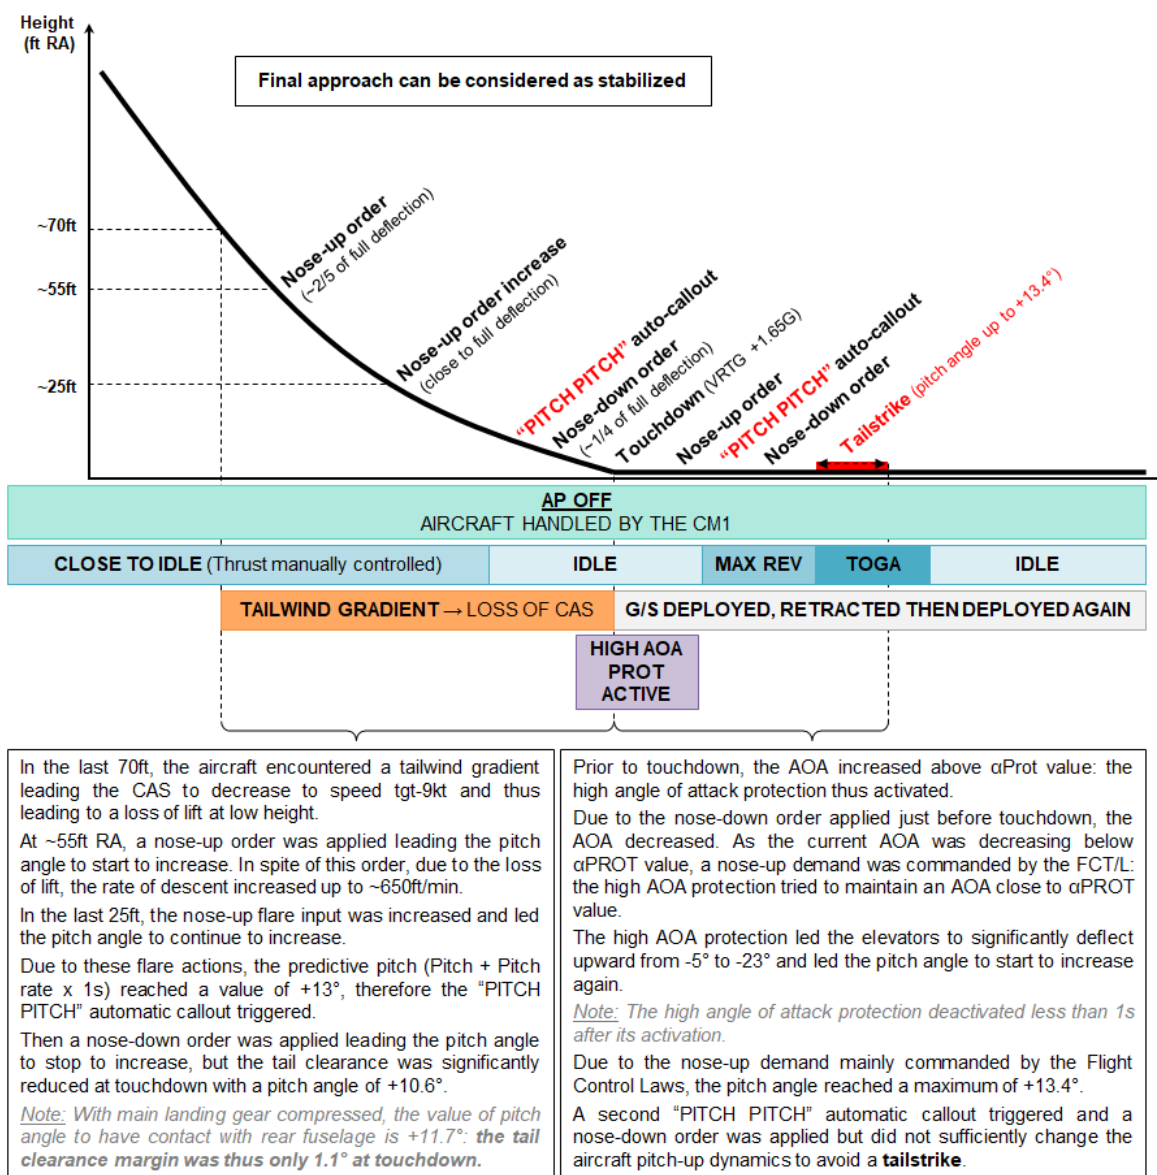 Height
(ft RA)
Final approach can be considered as stabilized
~70ft
~55ft
~25ft
Nose-up order
(~2/5 of full deflection)
Nose-up order increase
(close to full deflection)
“PITCH PITCH” auto-callout
Nose-down order
(~1/4 of full deflection)
Touchdown (VRTG +1.65G)
Nose-up order
“PITCH PITCH” auto-callout
Nose-down order
Tailstrike (pitch angle up to +13.4°)
AP OFF
AIRCRAFT HANDLED BY THE CM1
CLOSE TO IDLE (Thrust manually controlled)
IDLE
MAX REV
TOGA
IDLE
TAILWIND GRADIENT → LOSS OF CAS
G/S DEPLOYED, RETRACTED THEN DEPLOYED AGAIN
HIGH AOA
PROT
ACTIVE
In the last 70ft, the aircraft encountered a tailwind gradient
leading the CAS to decrease to speed tgt-9kt and thus
leading to a loss of lift at low height.
At ~55ft RA, a nose-up order was applied leading the pitch
angle to start to increase. In spite of this order, due to the loss
of lift, the rate of descent increased up to ~650ft/min.
In the last 25ft, the nose-up flare input was increased and led
the pitch angle to continue to increase.
Due to these flare actions, the predictive pitch (Pitch + Pitch
rate x 1s) reached a value of +13°, therefore the “PITCH
PITCH” automatic callout triggered.
Then a nose-down order was applied leading the pitch angle
to stop to increase, but the tail clearance was significantly
reduced at touchdown with a pitch angle of +10.6°.
Note: With main landing gear compressed, the value of pitch
angle to have contact with rear fuselage is +11.7°: the tail
clearance margin was thus only 1.1° at touchdown.
Prior to touchdown, the AOA increased above αProt value: the
high angle of attack protection thus activated.
Due to the nose-down order applied just before touchdown, the
AOA decreased. As the current AOA was decreasing below
αPROT value, a nose-up demand was commanded by the FCT/L:
the high AOA protection tried to maintain an AOA close to αPROT
value.
The high AOA protection led the elevators to significantly deflect
upward from -5° to -23° and led the pitch angle to start to increase
again.
Note: The high angle of attack protection deactivated less than 1s
after its activation.
Due to the nose-up demand mainly commanded by the Flight
Control Laws, the pitch angle reached a maximum of +13.4°.
A second “PITCH PITCH” automatic callout triggered and a
nose-down order was applied but did not sufficiently change the
aircraft pitch-up dynamics to avoid a tailstrike.